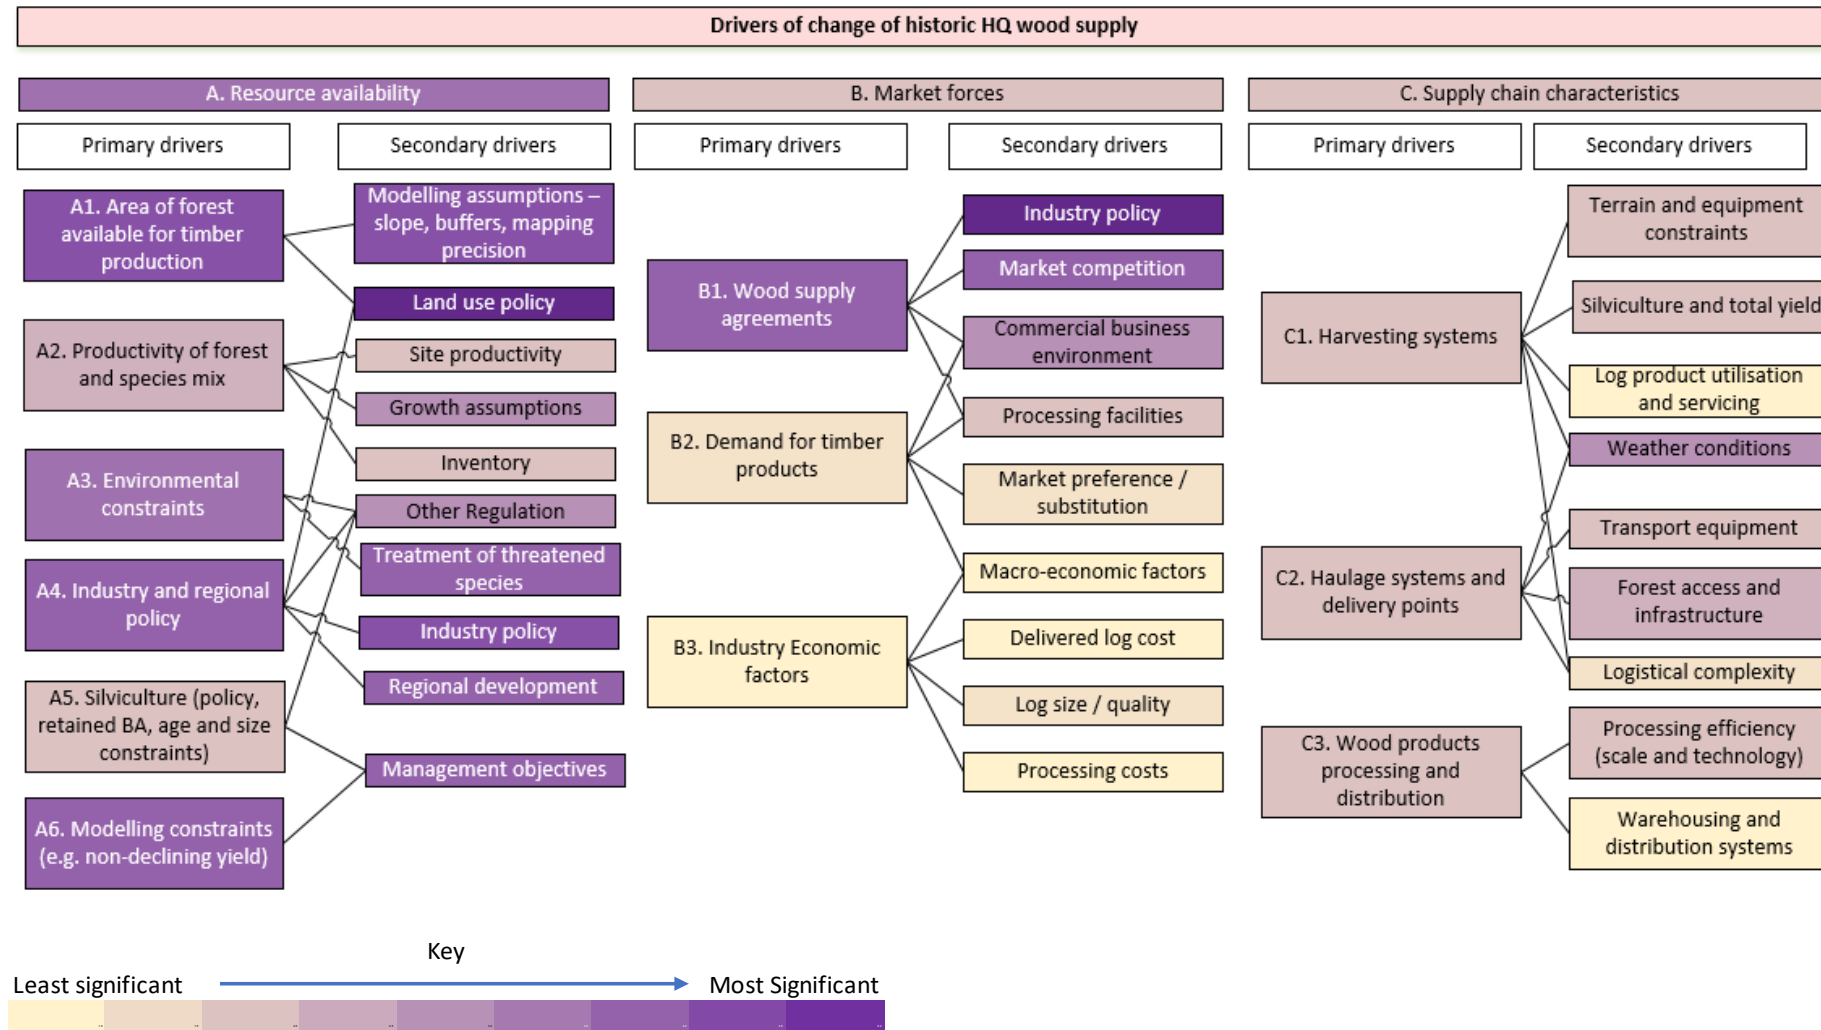 Drivers of change of historic HQ wood supply
A. Resource availability
Primary drivers
Secondary drivers
A1. Area of forest
available for timber
production
A2. Productivity of forest
and species mix
A3. Environmental
constraints
A4. Industry and regional
policy
A5. Silviculture (policy,
retained BA, age and size
constraints)
A6. Modelling constraints
(e.g. non-declining yield)
Modelling assumptions –
slope, buffers, mapping
precision
Land use policy
Site productivity
Growth assumptions
Inventory
Other Regulation
Treatment of threatened
species
Industry policy
Regional development
Management objectives
B. Market forces
Primary drivers
Secondary drivers
B1. Wood supply
agreements
B2. Demand for timber
products
B3. Industry Economic
factors
Industry policy
Market competition
Commercial business
environment
Processing facilities
Market preference /
substitution
Macro-economic factors
Delivered log cost
Log size / quality
Processing costs
C. Supply chain characteristics
Primary drivers
Secondary drivers
C1. Harvesting systems
C2. Haulage systems and
delivery points
C3. Wood products
processing and
distribution
Terrain and equipment
constraints
Silviculture and total yield
Log product utilisation
and servicing
Weather conditions
Transport equipment
Forest access and
infrastructure
Logistical complexity
Processing efficiency
(scale and technology)
Warehousing and
distribution systems
Key
Least significant
Most Significant